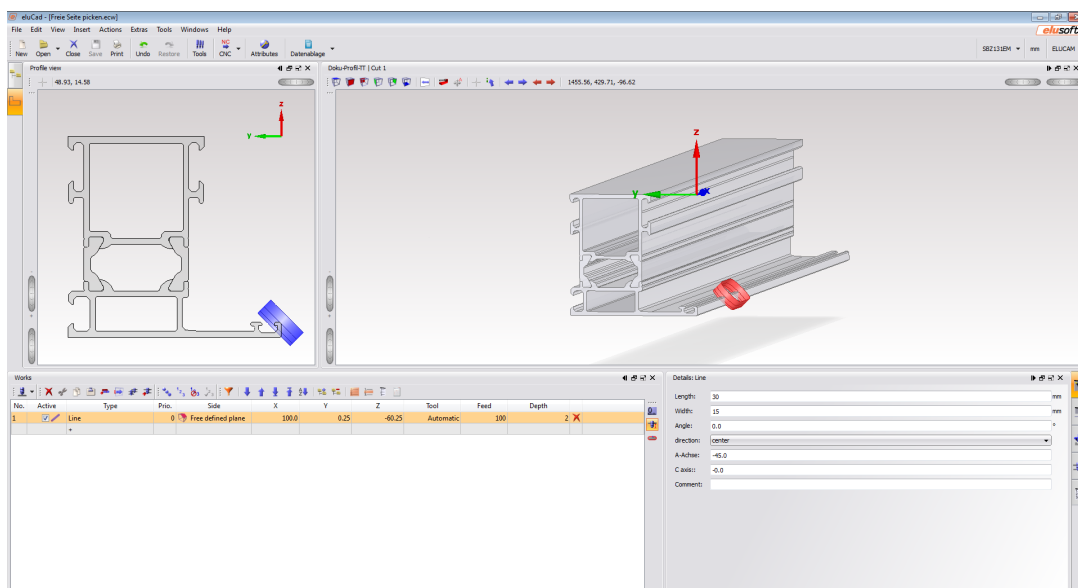 eluCad - [Freie Seite picken.ecw]
File Edit View Insert Actions Extras Tools Windows Help
elusoft
New Open Close Save Print Undo Restore Tools CNC Attributes Datenablage
NC
SBZ131EM mm ELUCAM
Profile view
Doku-Profil-TT | Cut 1
48.93, 14.58
1455.56, 429.71, -96.62
z
Y
Z
Y
X
Works
Details: Line
No. Active Type Prio. Side X Y Z Tool Feed Depth
1 Line 0 Free defined plane 100.0 0.25 -60.25 Automatic 100 2
+
Length: 30 mm
Width: 15 mm
Angle: 0.0 °
direction: center
A-Achse: -45.0
C axis:: -0.0
Comment: